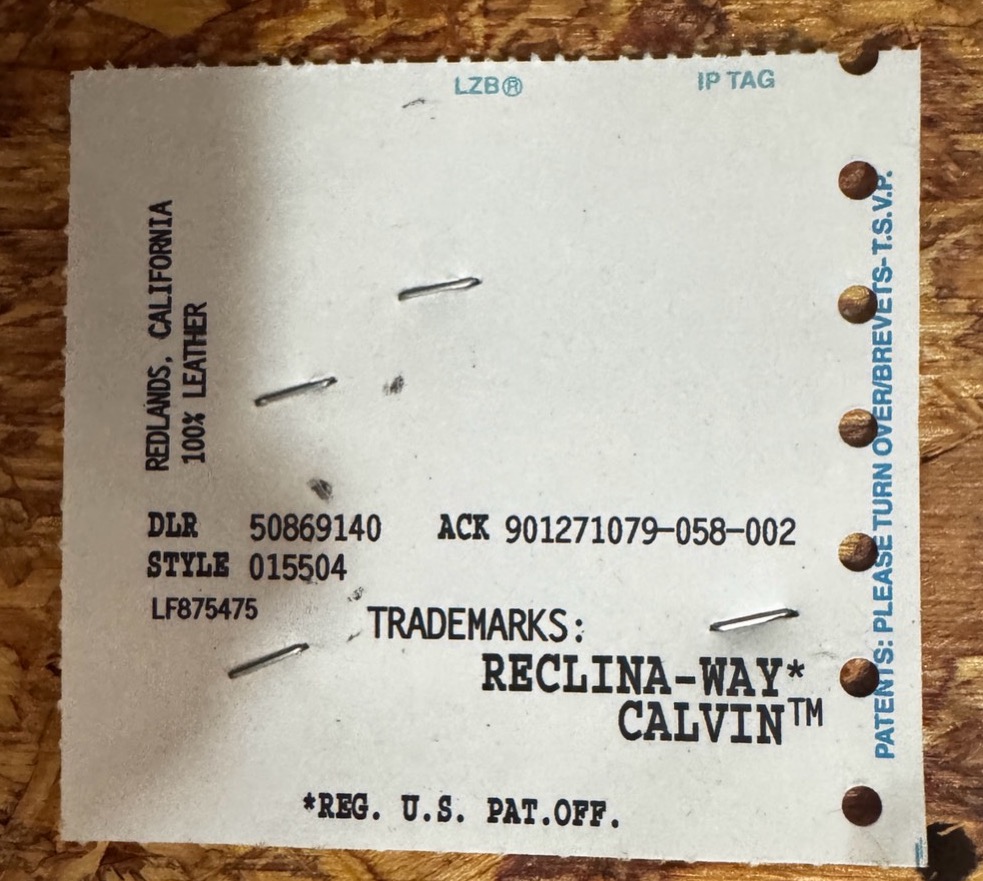 LZB® IP TAG
REDLANDS, CALIFORNIA
100% LEATHER
DLR 50869140 ACK 901271079-058-002
STYLE 015504
LF875475
TRADEMARKS:
RECLINA-WAY*
CALVIN™
*REG. U.S. PAT.OFF.
PATENTS: PLEASE TURN OVER/BREVETS-T.S.V.P.